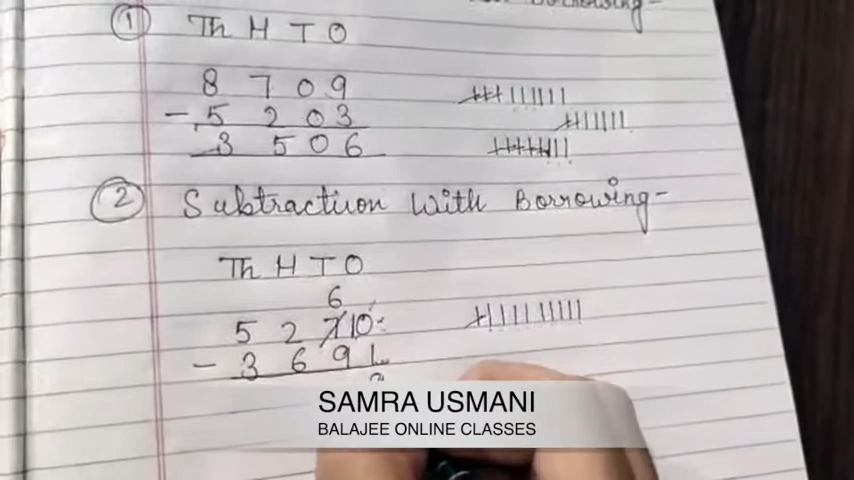 Borrowing-
① Th H T O
8 7 0 9
- 5 2 0 3
3 5 0 6
② Subtraction With Borrowing-
Th H T O
6
5 2 7 10
- 3 6 9 1
SAMRA USMANI
BALAJEE ONLINE CLASSES